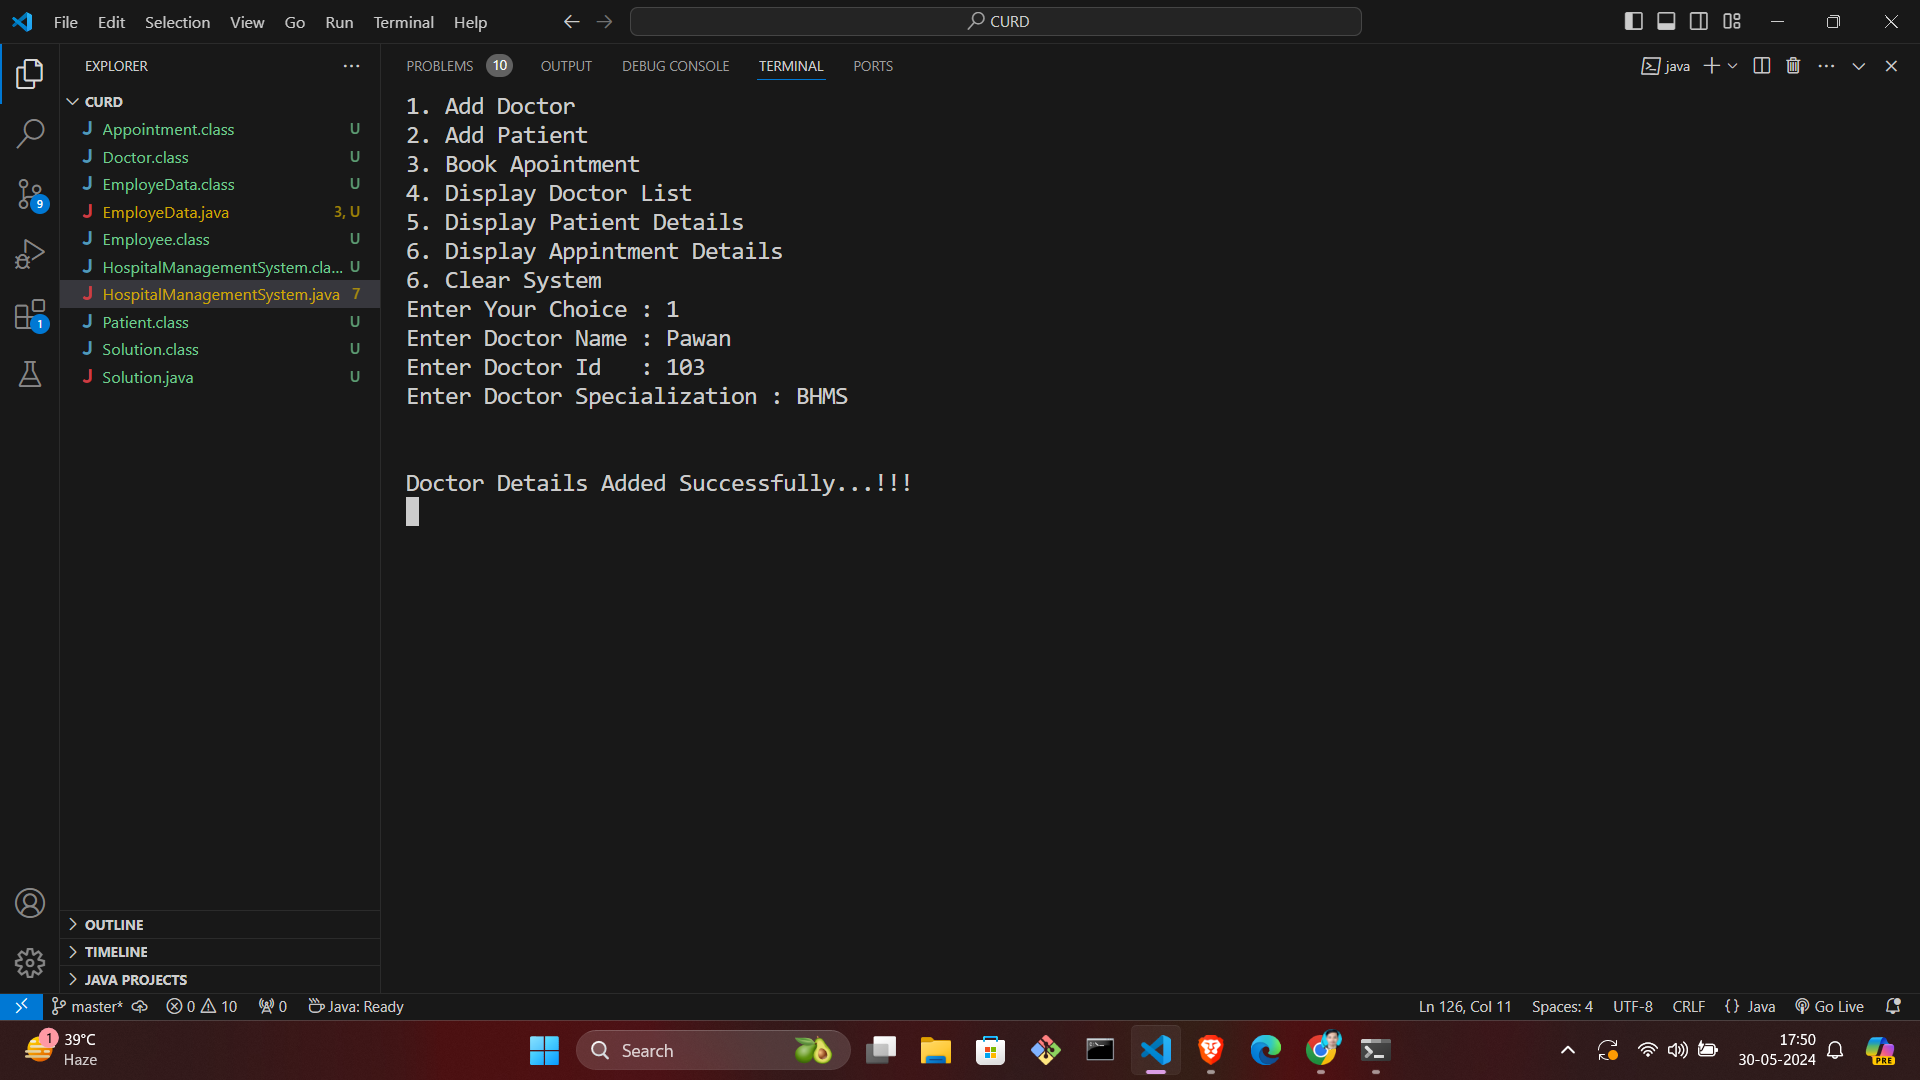 File Edit Selection View Go Run Terminal Help
CURD
EXPLORER
CURD
Appointment.class U
Doctor.class U
EmployeData.class U
EmployeData.java 3, U
Employee.class U
HospitalManagementSystem.cla... U
HospitalManagementSystem.java 7
Patient.class U
Solution.class U
Solution.java U
OUTLINE
TIMELINE
JAVA PROJECTS
9
1
PROBLEMS 10 OUTPUT DEBUG CONSOLE TERMINAL PORTS
java
1. Add Doctor
2. Add Patient
3. Book Apointment
4. Display Doctor List
5. Display Patient Details
6. Display Appintment Details
6. Clear System
Enter Your Choice : 1
Enter Doctor Name : Pawan
Enter Doctor Id   : 103
Enter Doctor Specialization : BHMS
Doctor Details Added Successfully...!!!
master* 0 10 0 Java: Ready
Ln 126, Col 11 Spaces: 4 UTF-8 CRLF {} Java Go Live
1
39°C
Haze
Search
17:50
30-05-2024
PRE